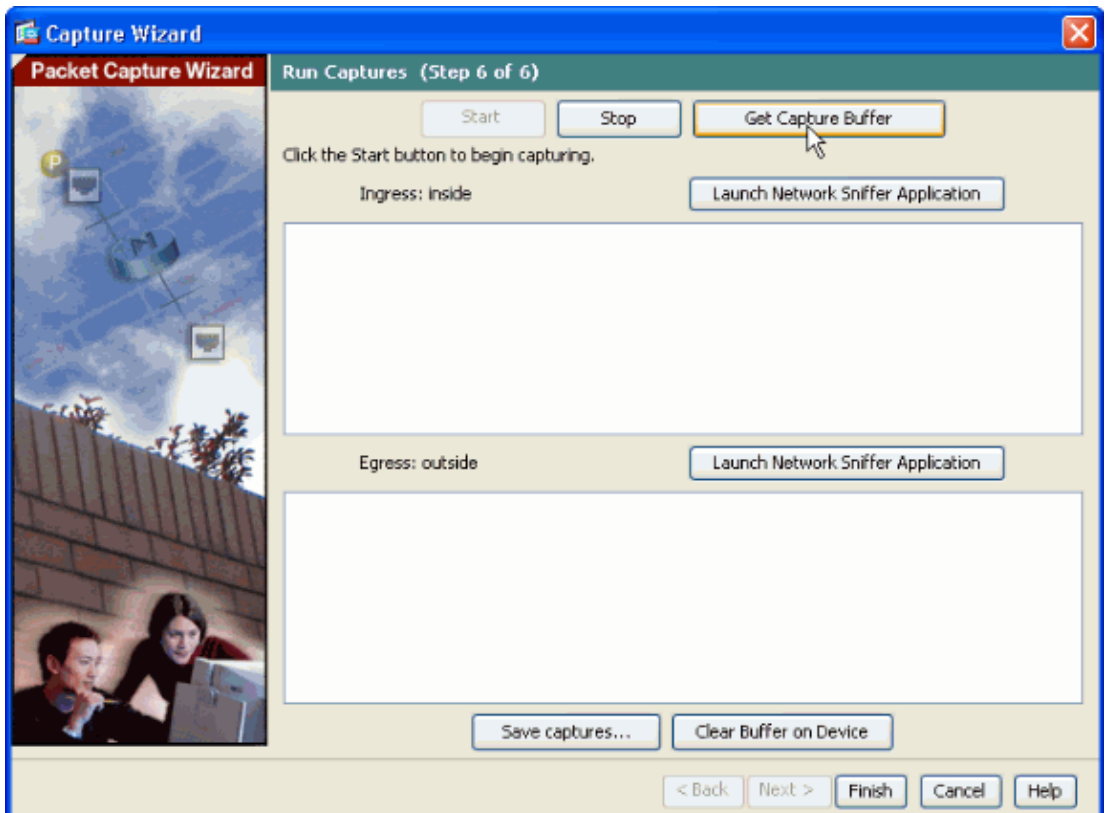 Capture Wizard
Packet Capture Wizard
Run Captures (Step 6 of 6)
Start Stop Get Capture Buffer
Click the Start button to begin capturing.
Ingress: inside Launch Network Sniffer Application
Egress: outside Launch Network Sniffer Application
Save captures... Clear Buffer on Device
< Back Next > Finish Cancel Help
P